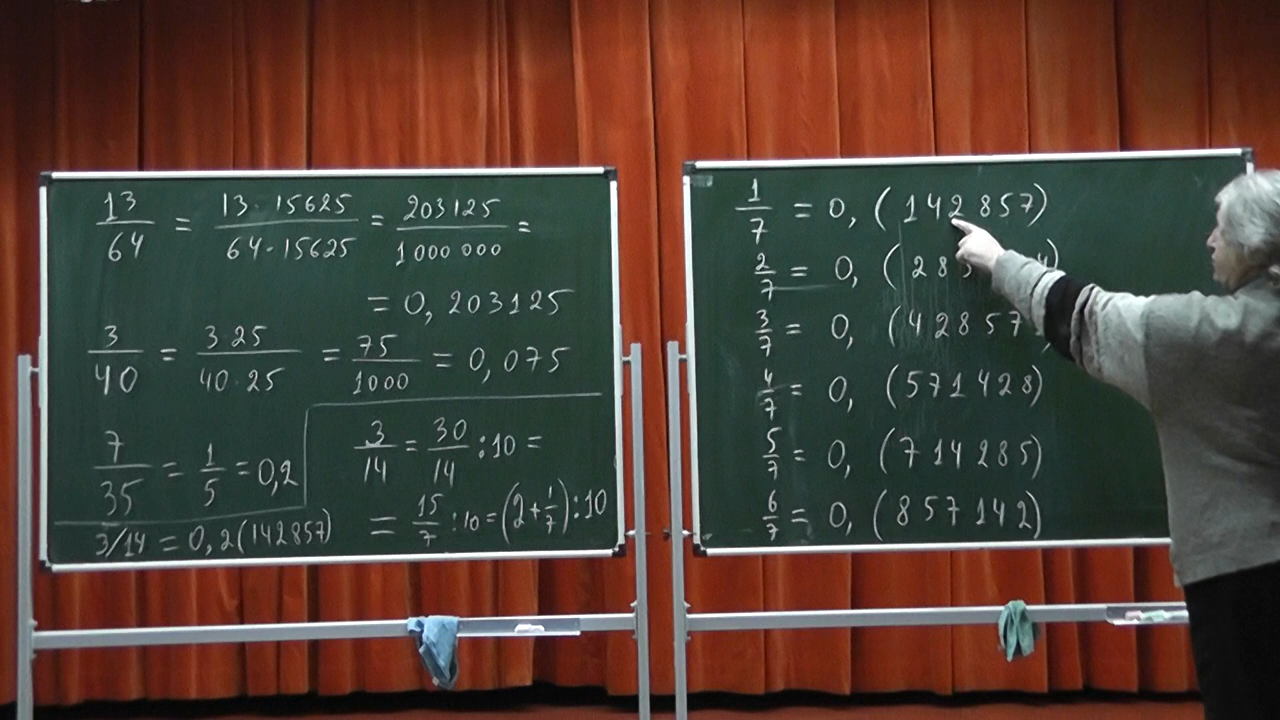 13/64 = 13·15625/64·15625 = 203125/1000000 =
= 0,203125
3/40 = 3·25/40·25 = 75/1000 = 0,075
7/35 = 1/5 = 0,2
3/14 = 30/14 :10 =
= 15/7 :10 = (2+1/7):10
3/14 = 0,2(142857)
1/7 = 0,(142857)
2/7 = 0,(28
3/7 = 0,(42857
4/7 = 0,(571428)
5/7 = 0,(714285)
6/7 = 0,(857142)